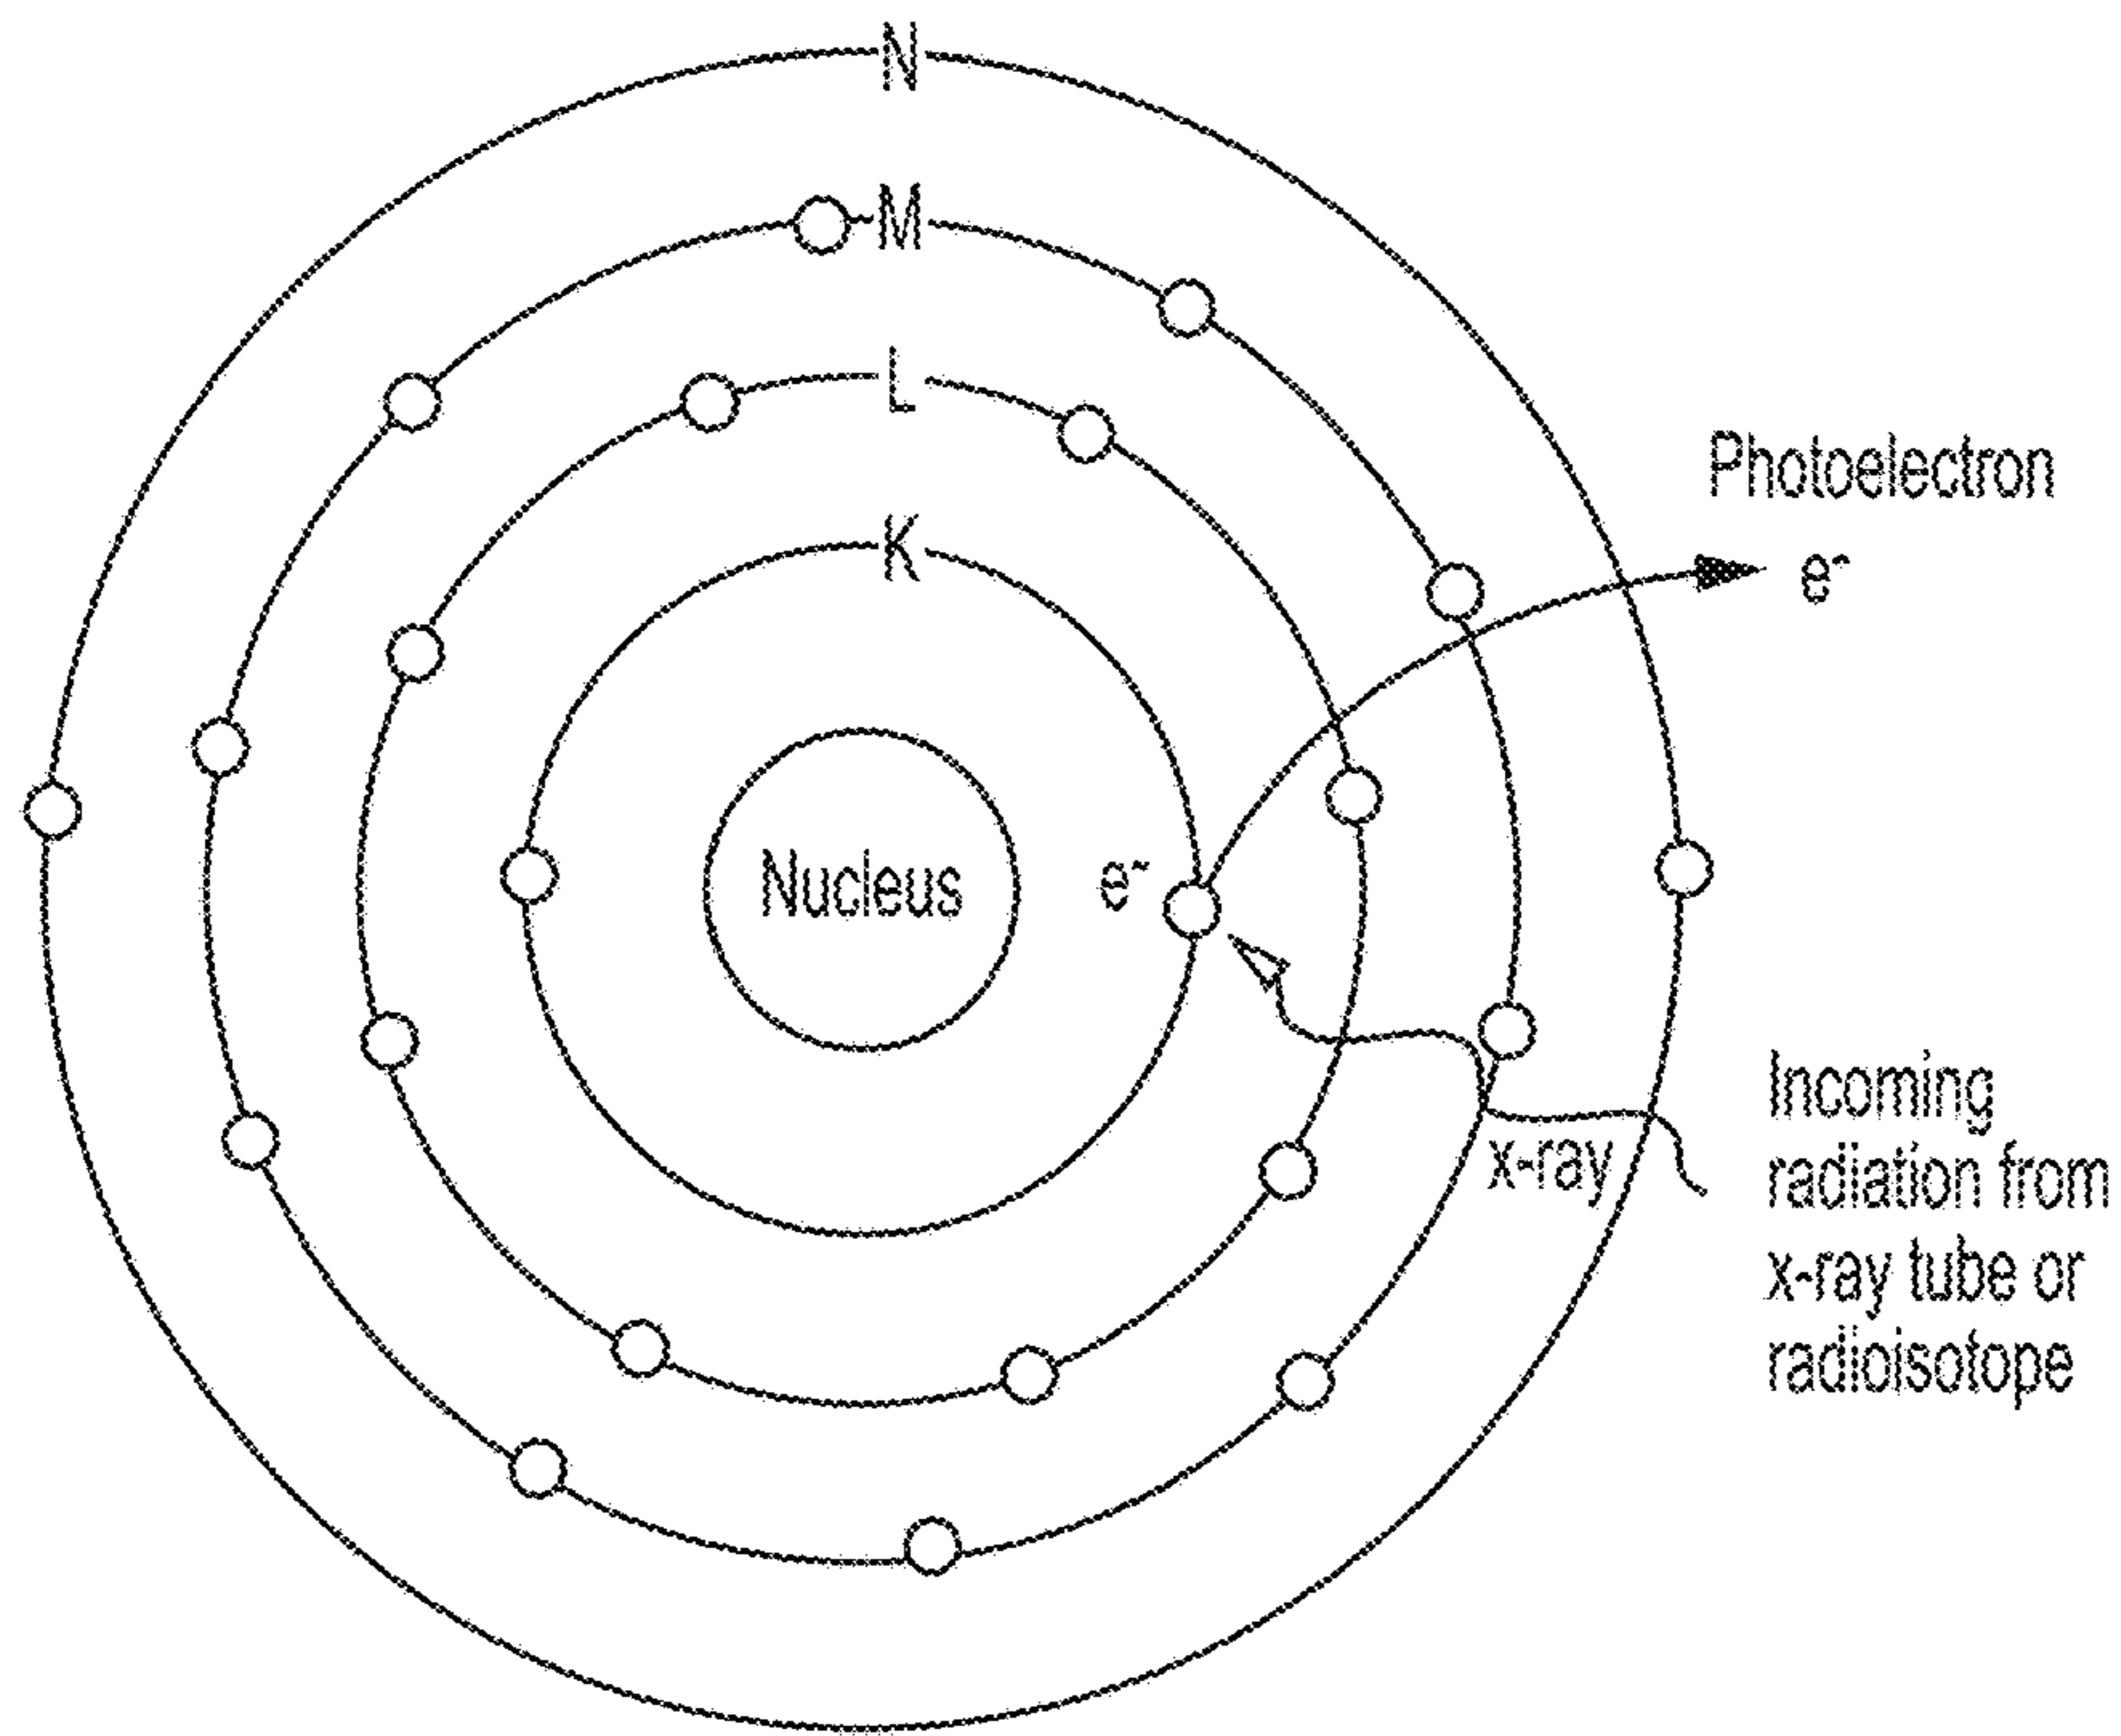 N
M
L
K
Photoelectron
e-
Nucleus
e-
x-ray
Incoming
radiation from
x-ray tube or
radioisotope